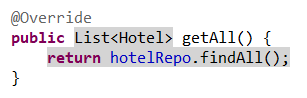 @Override
public List<Hotel> getAll() {
return hotelRepo.findAll();
}